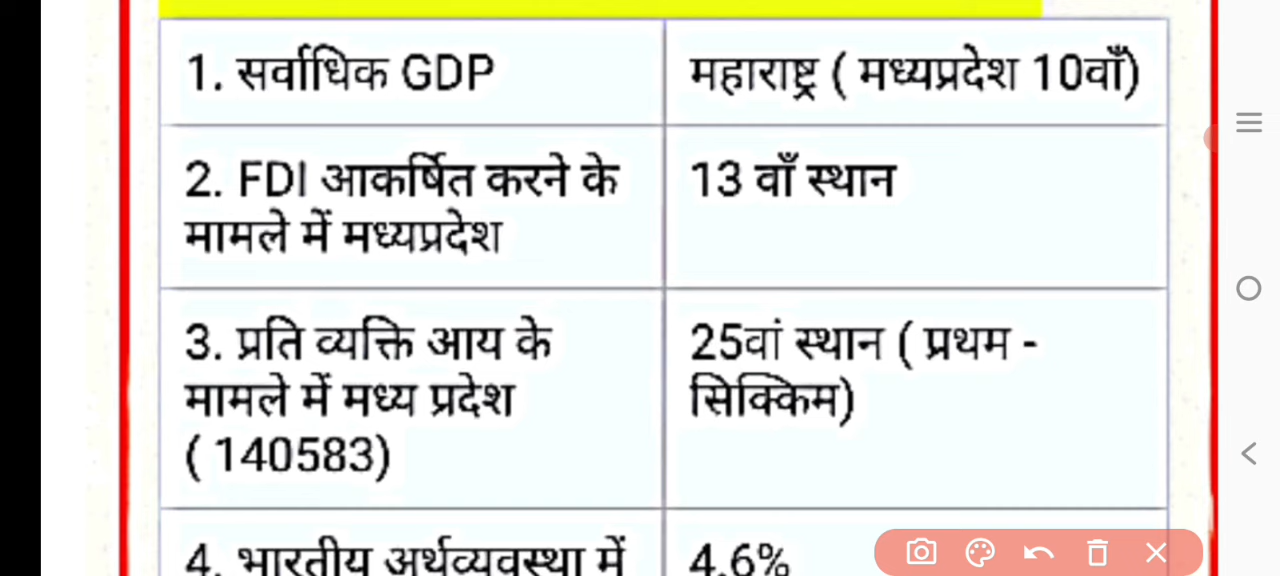 1. सर्वाधिक GDP
महाराष्ट्र ( मध्यप्रदेश 10वाँ)
2. FDI आकर्षित करने के
मामले में मध्यप्रदेश
13 वाँ स्थान
3. प्रति व्यक्ति आय के
मामले में मध्य प्रदेश
( 140583)
25वां स्थान ( प्रथम -
सिक्किम)
4. भारतीय अर्थव्यवस्था में
4.6%